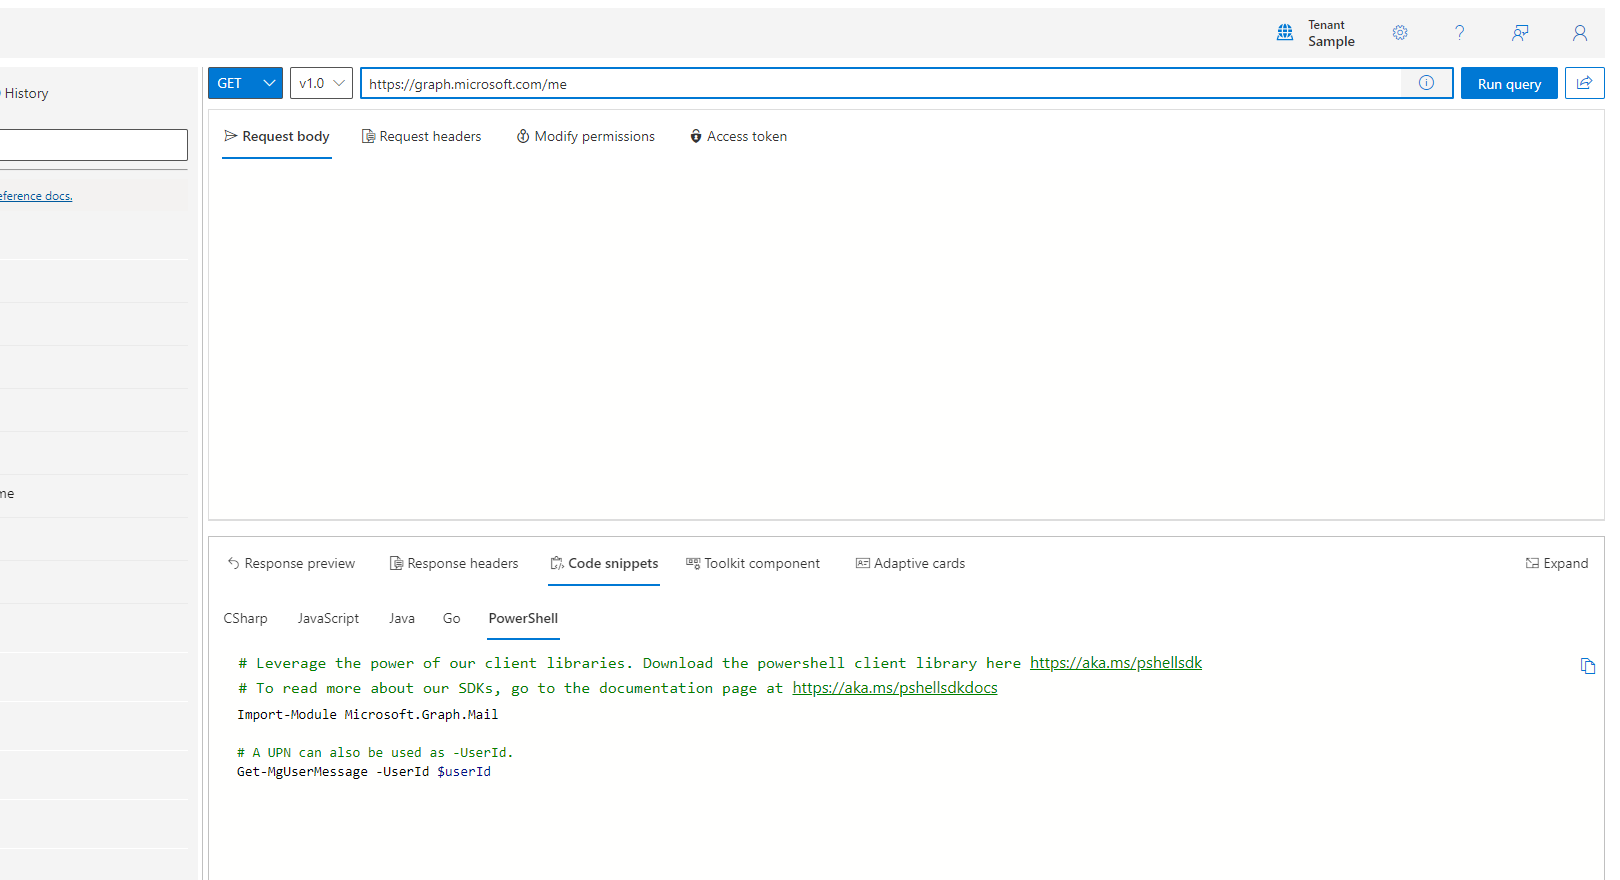 Tenant
Sample
History
GET
v1.0
https://graph.microsoft.com/me
Run query
Request body
Request headers
Modify permissions
Access token
eference docs.
me
Response preview
Response headers
Code snippets
Toolkit component
Adaptive cards
Expand
CSharp
JavaScript
Java
Go
PowerShell
# Leverage the power of our client libraries. Download the powershell client library here https://aka.ms/pshellsdk
# To read more about our SDKs, go to the documentation page at https://aka.ms/pshellsdkdocs
Import-Module Microsoft.Graph.Mail
# A UPN can also be used as -UserId.
Get-MgUserMessage -UserId $userId